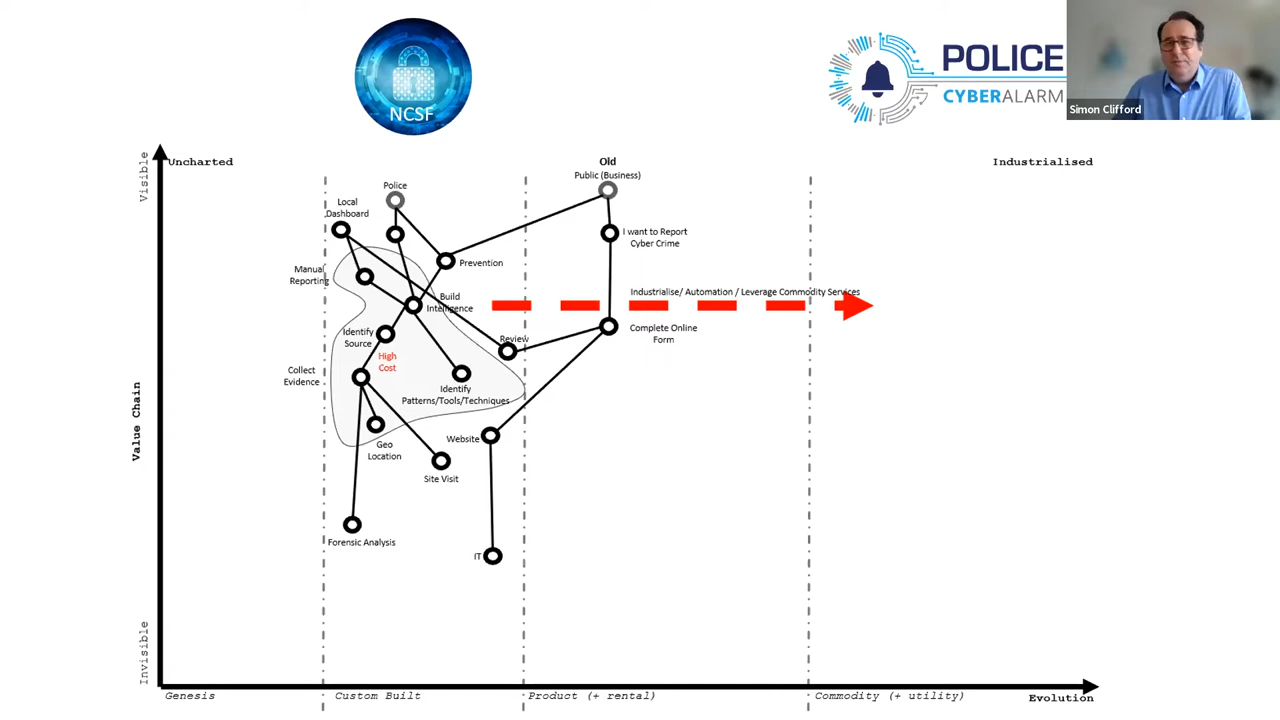 NCSF
POLICE
CYBERALARM
Simon Clifford
Visible
Uncharted
Old
Industrialised
Public (Business)
Police
Local
Dashboard
I want to Report
Cyber Crime
Prevention
Manual
Reporting
Build
Intelligence
Industrialise/ Automation / Leverage Commodity Services
Identify
Source
Review
Complete Online
Form
High
Cost
Collect
Evidence
Identify
Patterns/Tools/Techniques
Value Chain
Geo
Location
Website
Site Visit
Forensic Analysis
IT
Invisible
Genesis
Custom Built
Product (+ rental)
Commodity (+ utility)
Evolution